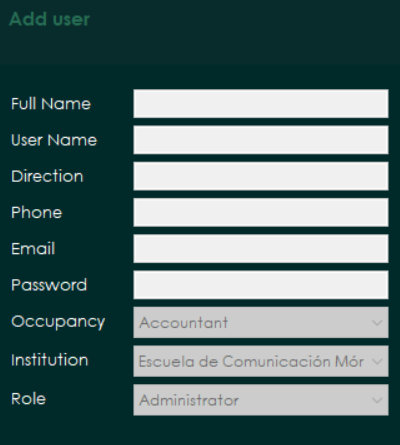 Add user
Full Name
User Name
Direction
Phone
Email
Password
Occupancy Accountant
Institution Escuela de Comunicación Mór
Role Administrator